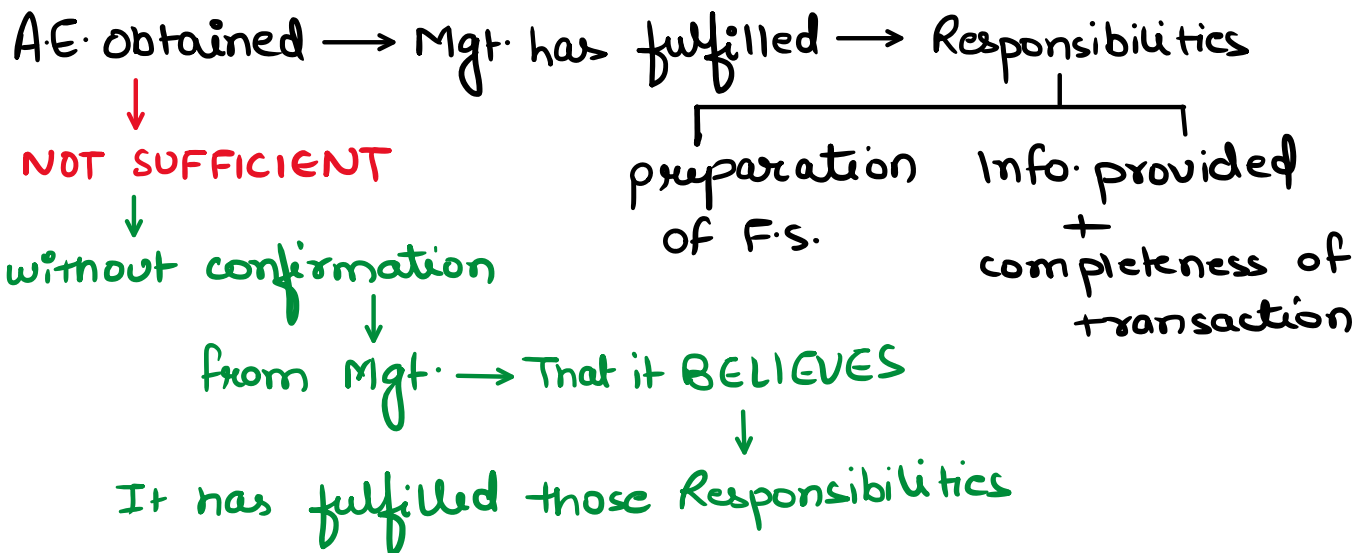 A.E. obtained → Mgt. has fulfilled → Responsibilities
NOT SUFFICIENT
preparation of F.S.
Info. provided + completeness of transaction
without confirmation
from Mgt. → That it BELIEVES
It has fulfilled those Responsibilities